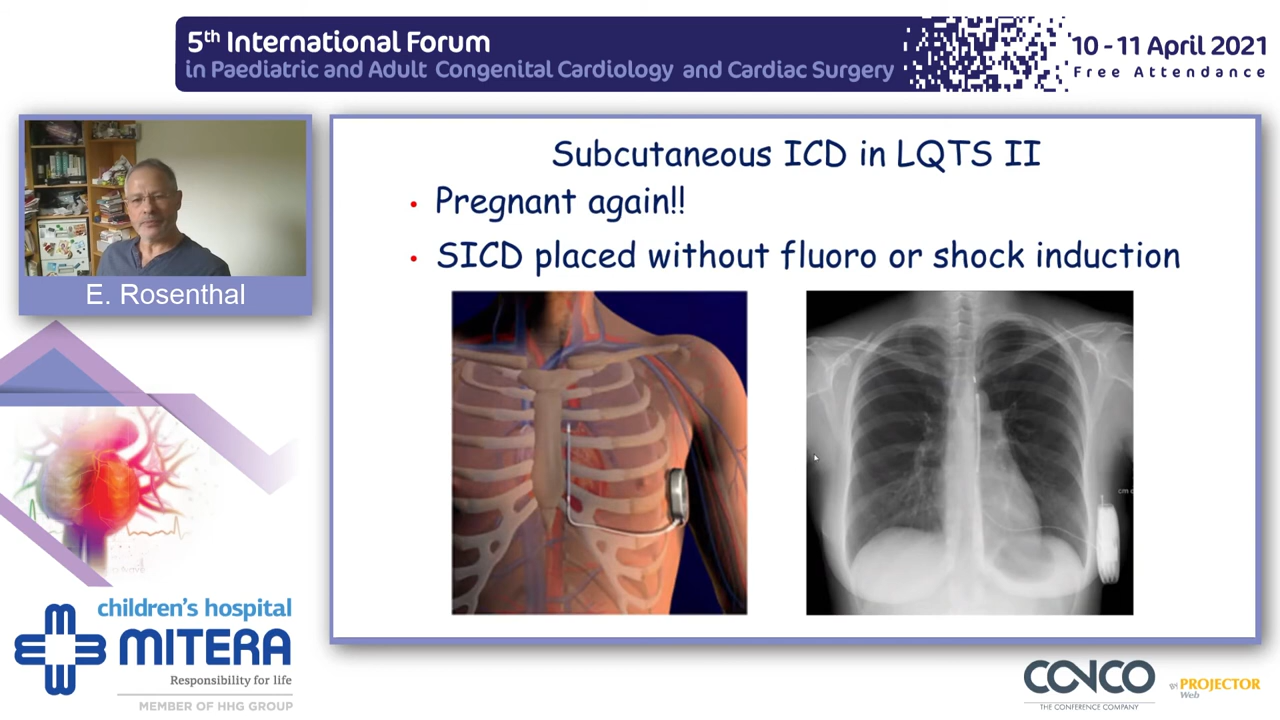 5th International Forum
in Paediatric and Adult Congenital Cardiology and Cardiac Surgery
10 - 11 April 2021
Free Attendance
E. Rosenthal
Subcutaneous ICD in LQTS II
• Pregnant again!!
• SICD placed without fluoro or shock induction
children's hospital
MITERA
Responsibility for life
MEMBER OF HHG GROUP
CONCO
THE CONFERENCE COMPANY
BY PROJECTOR
Web